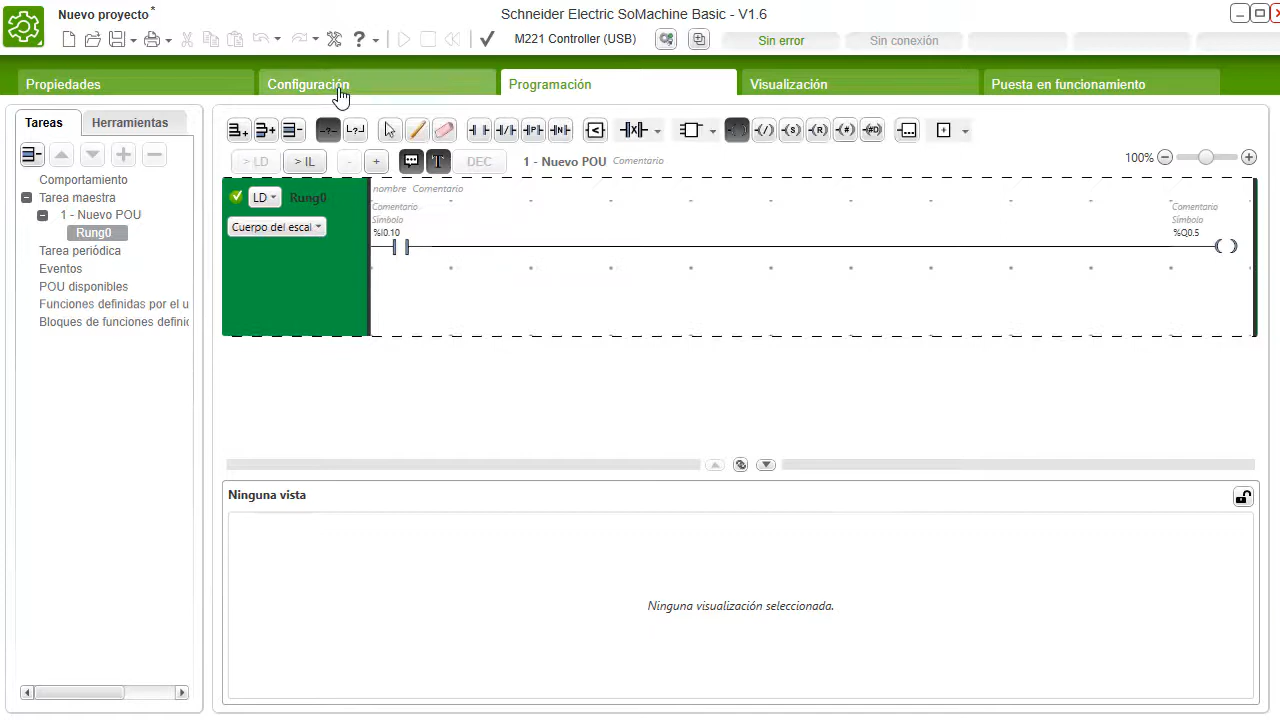 Nuevo proyecto *
Schneider Electric SoMachine Basic - V1.6
M221 Controller (USB)
Sin error
Sin conexión
Propiedades
Configuración
Programación
Visualización
Puesta en funcionamiento
Tareas
Herramientas
Comportamiento
Tarea maestra
1 - Nuevo POU
Rung0
Tarea periódica
Eventos
POU disponibles
Funciones definidas por el u
Bloques de funciones definic
> LD
> IL
-
+
T
DEC
1 - Nuevo POU
Comentario
100%
LD
Rung0
Cuerpo del escal
nombre Comentario
Comentario
Símbolo
%I0.10
Comentario
Símbolo
%Q0.5
Ninguna vista
Ninguna visualización seleccionada.